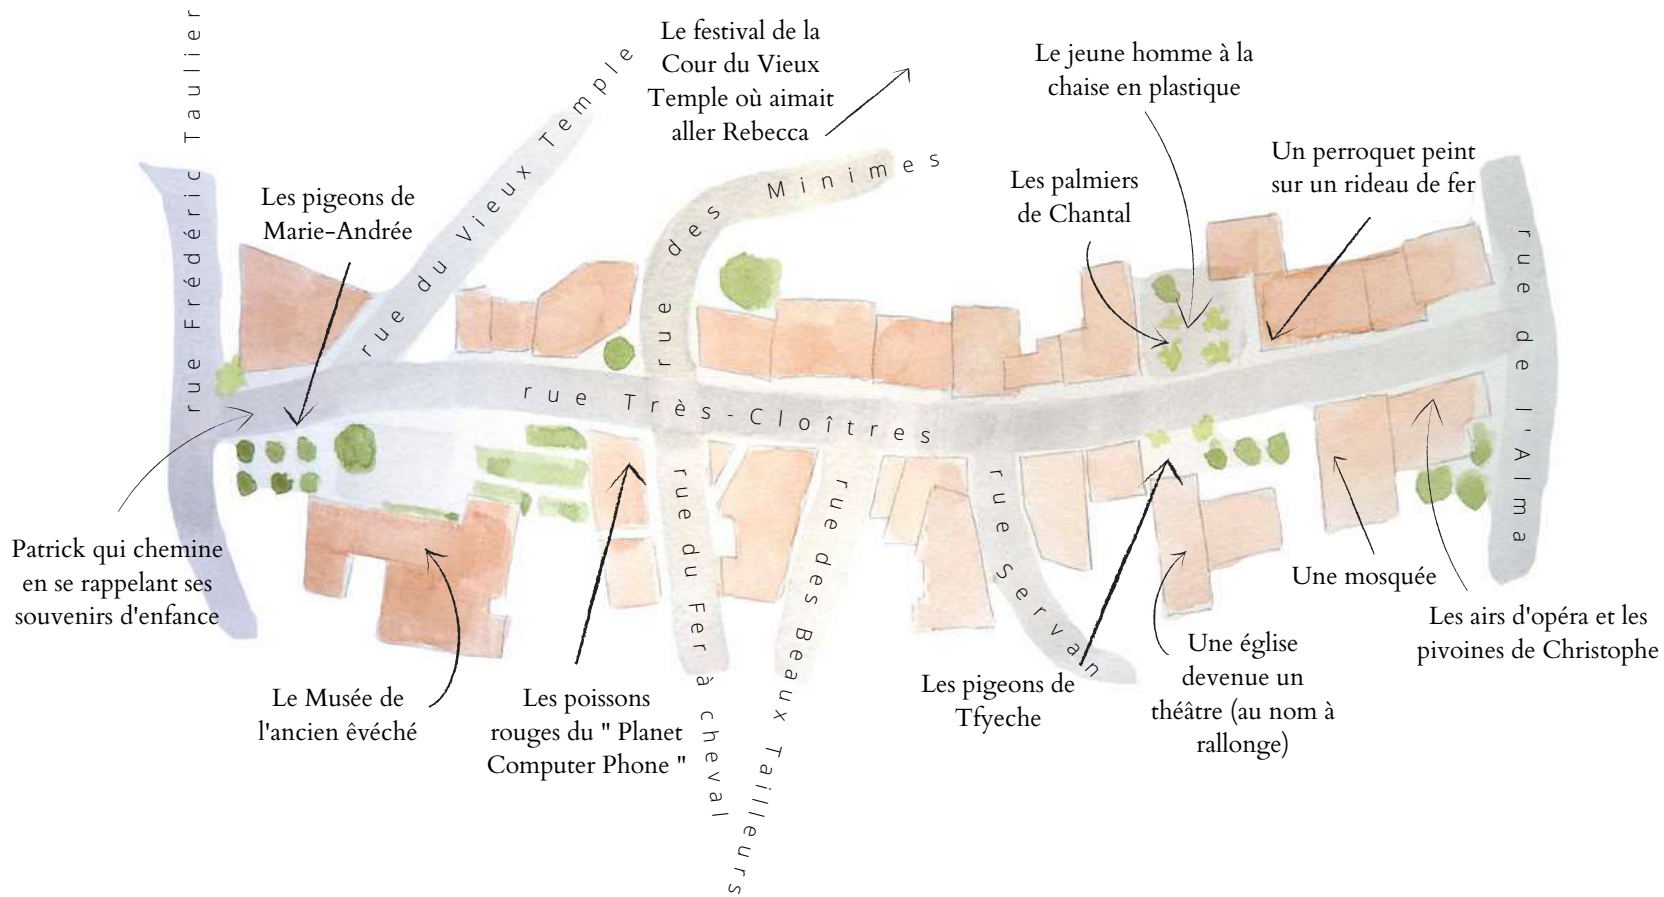 rue Frédéric Taulier
rue du Vieux Temple
Le festival de la
Cour du Vieux
Temple où aimait
aller Rebecca
Le jeune homme à la
chaise en plastique
Un perroquet peint
sur un rideau de fer
Les palmiers
de Chantal
Les pigeons de
Marie-Andrée
rue des Minimes
rue de l'Alma
rue Très-Cloîtres
rue du Fer à cheval
rue des Beaux Tailleurs
rue Servan
Patrick qui chemine
en se rappelant ses
souvenirs d'enfance
Le Musée de
l'ancien êvéché
Les poissons
rouges du " Planet
Computer Phone "
Les pigeons de
Tfyeche
Une église
devenue un
théâtre (au nom à
rallonge)
Une mosquée
Les airs d'opéra et les
pivoines de Christophe